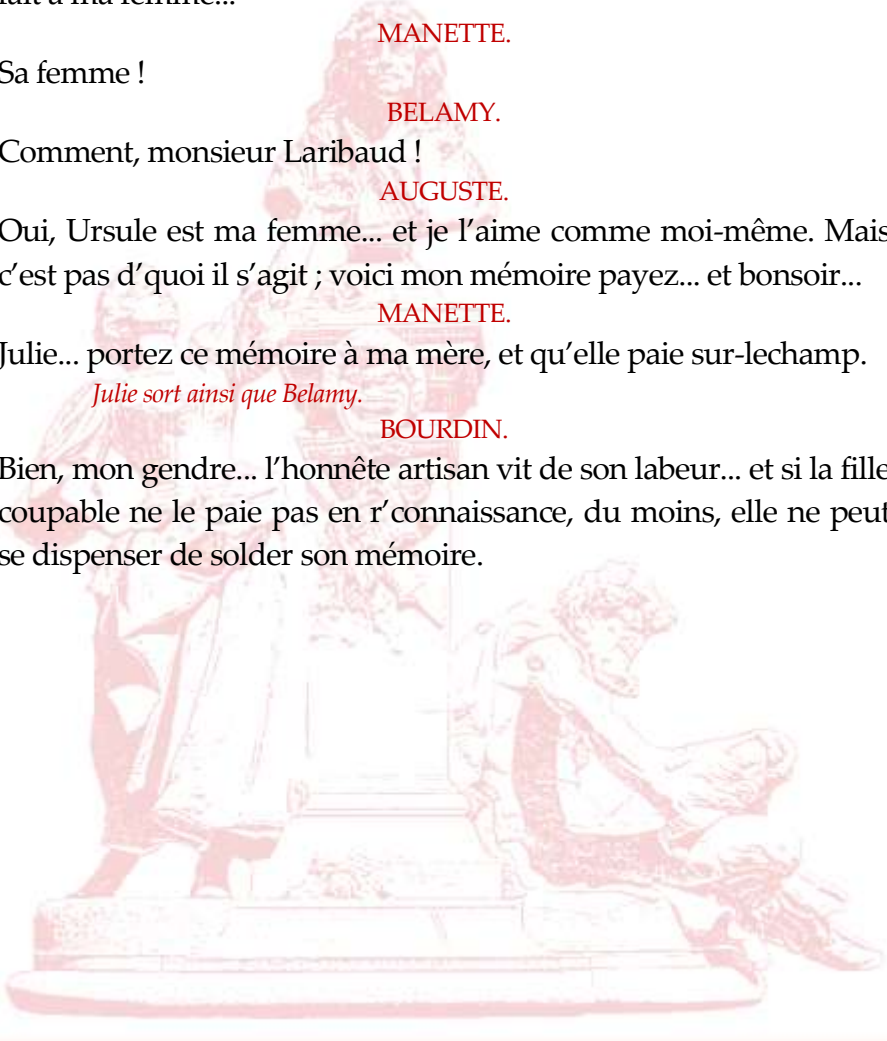 MANETTE.
Sa femme !
BELAMY.
Comment, monsieur Laribaud !
AUGUSTE.
Oui, Ursule est ma femme... et je l’aime comme moi-même. Mais
c’est pas d’quoi il s’agit ; voici mon mémoire payez... et bonsoir...
MANETTE.
Julie... portez ce mémoire à ma mère, et qu’elle paie sur-lechamp.
Julie sort ainsi que Belamy.
BOURDIN.
Bien, mon gendre... l’honnête artisan vit de son labeur... et si la fille
coupable ne le paie pas en r’connaissance, du moins, elle ne peut
se dispenser de solder son mémoire.